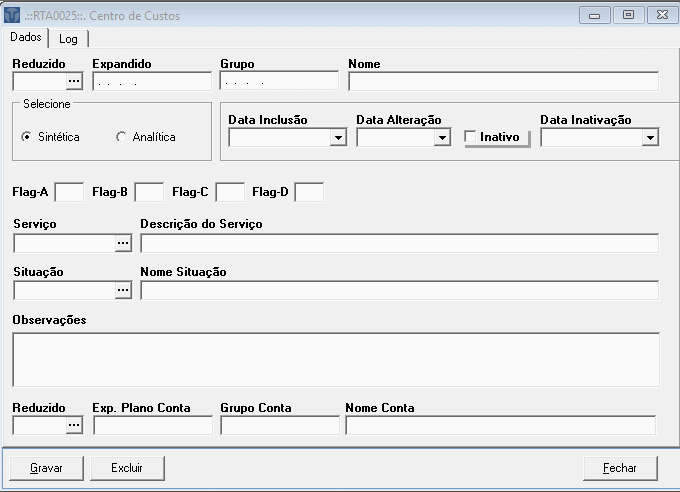 .::RTA0025::. Centro de Custos
Dados Log
Reduzido Expandido Grupo Nome
... . . . . . . . .
Selecione
Data Inclusão Data Alteração Data Inativação
Sintética Analítica Inativo
Flag-A Flag-B Flag-C Flag-D
Serviço Descrição do Serviço
...
Situação Nome Situação
...
Observações
Reduzido Exp. Plano Conta Grupo Conta Nome Conta
...
Gravar Excluir Fechar